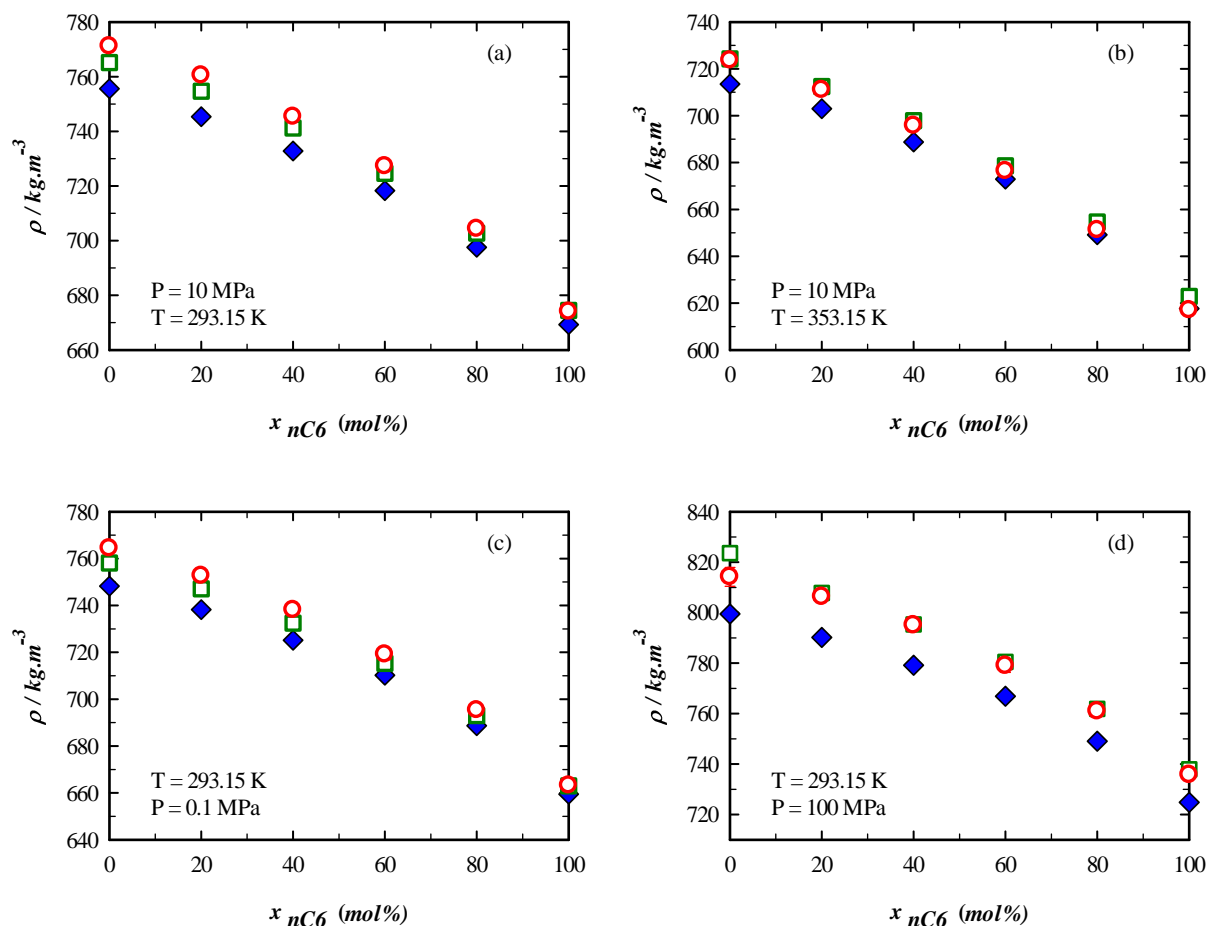 780
760
740
720
700
680
660
ρ / kg.m-3
(a)
P = 10 MPa
T = 293.15 K
0 20 40 60 80 100
x nC6 (mol%)
740
720
700
680
660
640
620
600
ρ / kg.m-3
(b)
P = 10 MPa
T = 353.15 K
0 20 40 60 80 100
x nC6 (mol%)
780
760
740
720
700
680
660
640
ρ / kg.m-3
(c)
T = 293.15 K
P = 0.1 MPa
0 20 40 60 80 100
x nC6 (mol%)
840
820
800
780
760
740
720
ρ / kg.m-3
(d)
T = 293.15 K
P = 100 MPa
0 20 40 60 80 100
x nC6 (mol%)